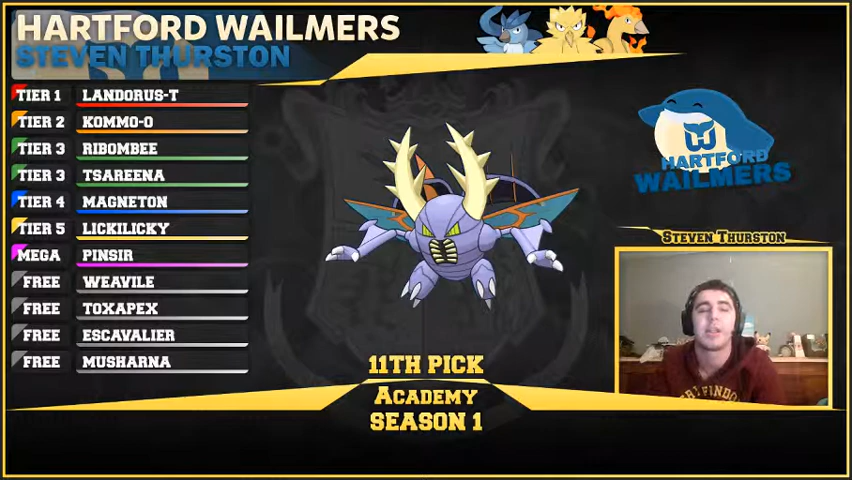 HARTFORD WAILMERS
STEVEN THURSTON
TIER 1 LANDORUS-T
TIER 2 KOMMO-O
TIER 3 RIBOMBEE
TIER 3 TSAREENA
TIER 4 MAGNETON
TIER 5 LICKILICKY
MEGA PINSIR
FREE WEAVILE
FREE TOXAPEX
FREE ESCAVALIER
FREE MUSHARNA
11TH PICK
ACADEMY
SEASON 1
HARTFORD
WAILMERS
STEVEN THURSTON